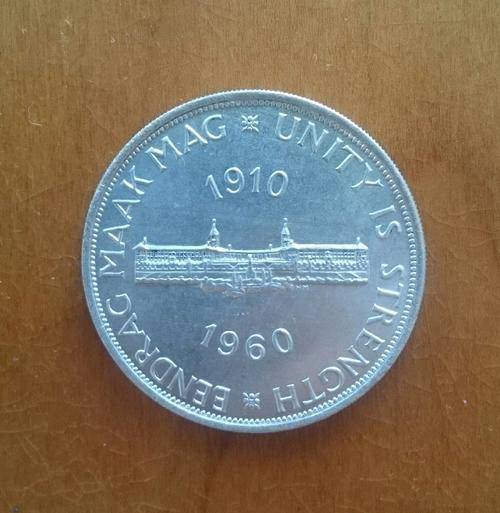 EENDRAG MAAK MAG
UNITY IS STRENGTH
1910
1960